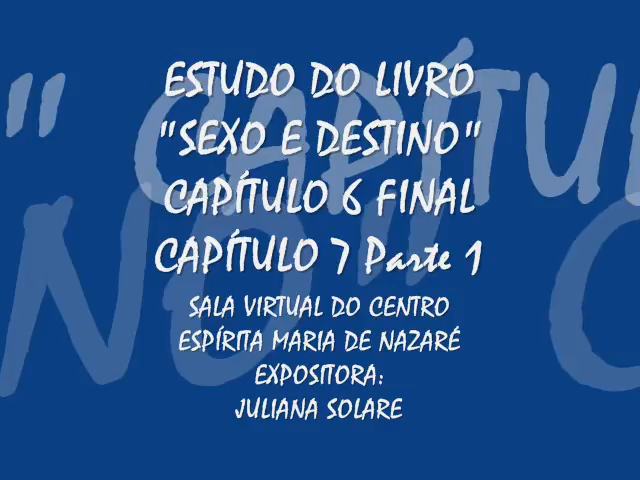 ESTUDO DO LIVRO
"SEXO E DESTINO"
CAPÍTULO 6 FINAL
CAPÍTULO 7 Parte 1
SALA VIRTUAL DO CENTRO
ESPÍRITA MARIA DE NAZARÉ
EXPOSITORA:
JULIANA SOLARE